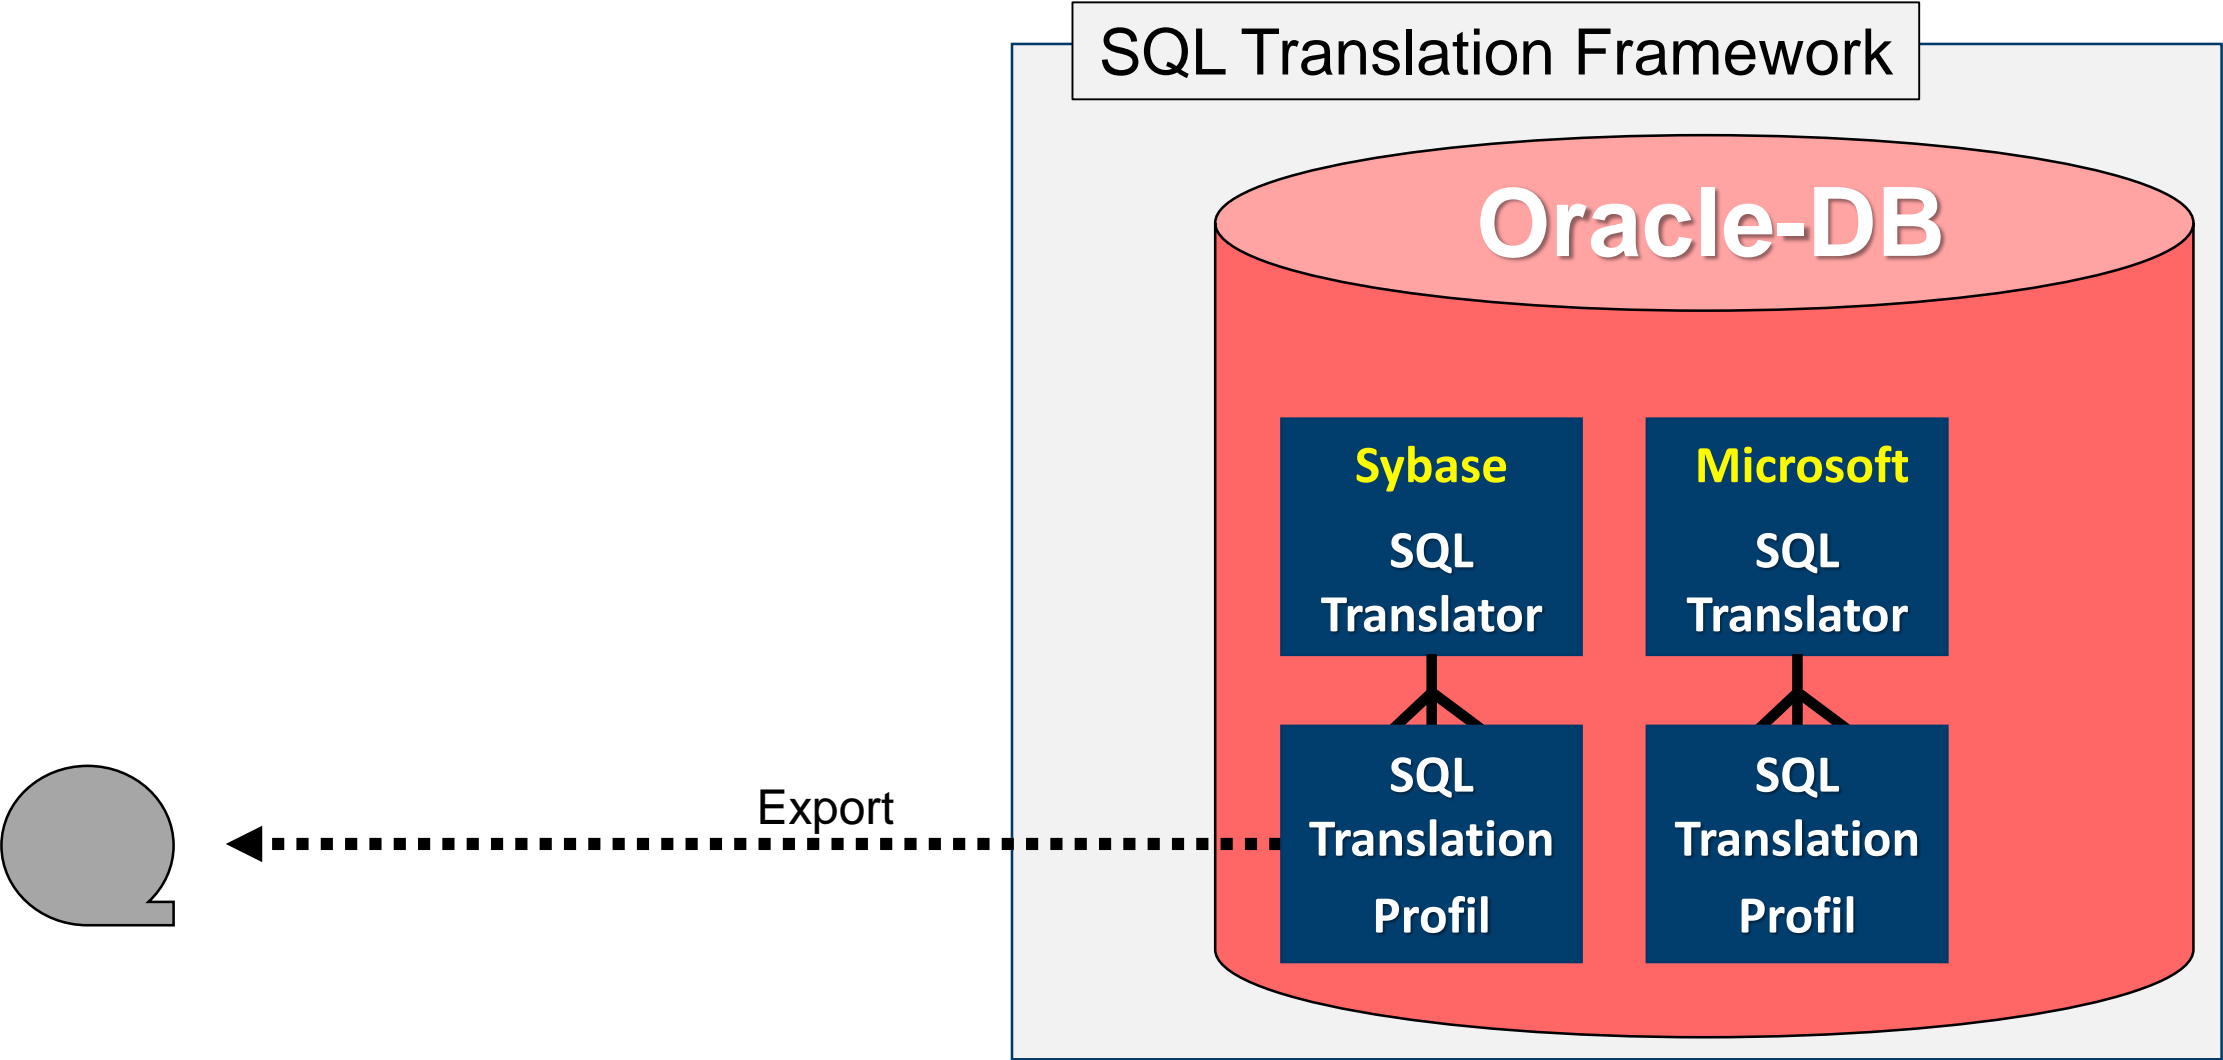 SQL Translation Framework
Oracle-DB
Sybase
SQL
Translator
Microsoft
SQL
Translator
SQL
Translation
Profil
SQL
Translation
Profil
Export